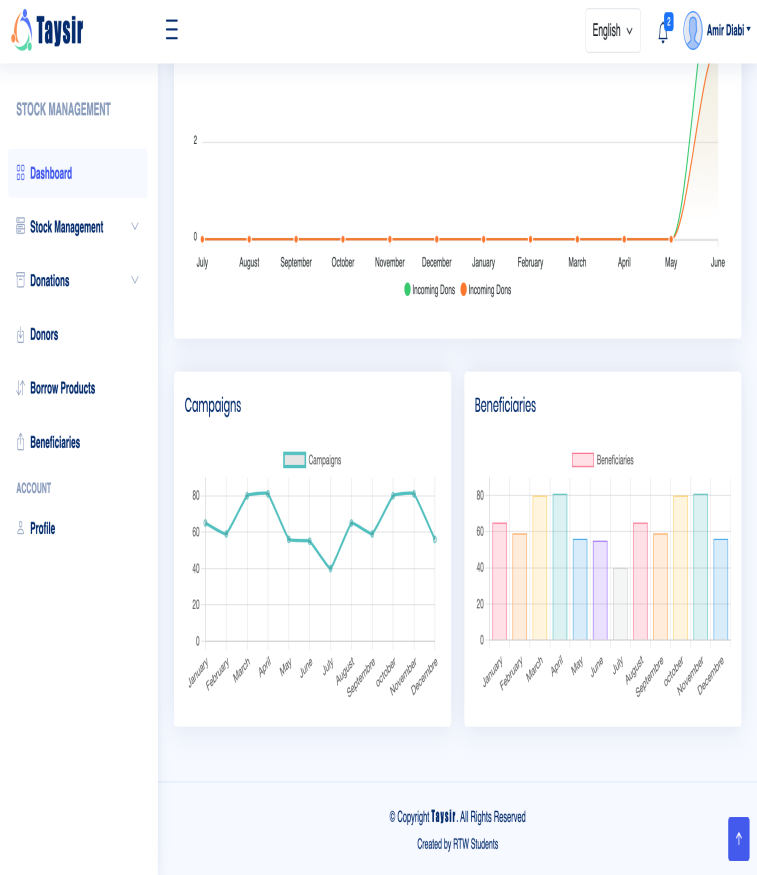 Taysir
English
2
Amir Diabi
STOCK MANAGEMENT
Dashboard
Stock Management
Donations
Donors
Borrow Products
Beneficiaries
ACCOUNT
Profile
2
0
July August September October November December January February March April May June
Incoming Dons Incoming Dons
Campaigns
Campaigns
80
60
40
20
0
January February March April May June July August Septembre october November Decembre
Beneficiaries
Beneficiaries
80
60
40
20
0
January February March April May June July August Septembre october November Decembre
© Copyright Taysir. All Rights Reserved
Created by RTW Students